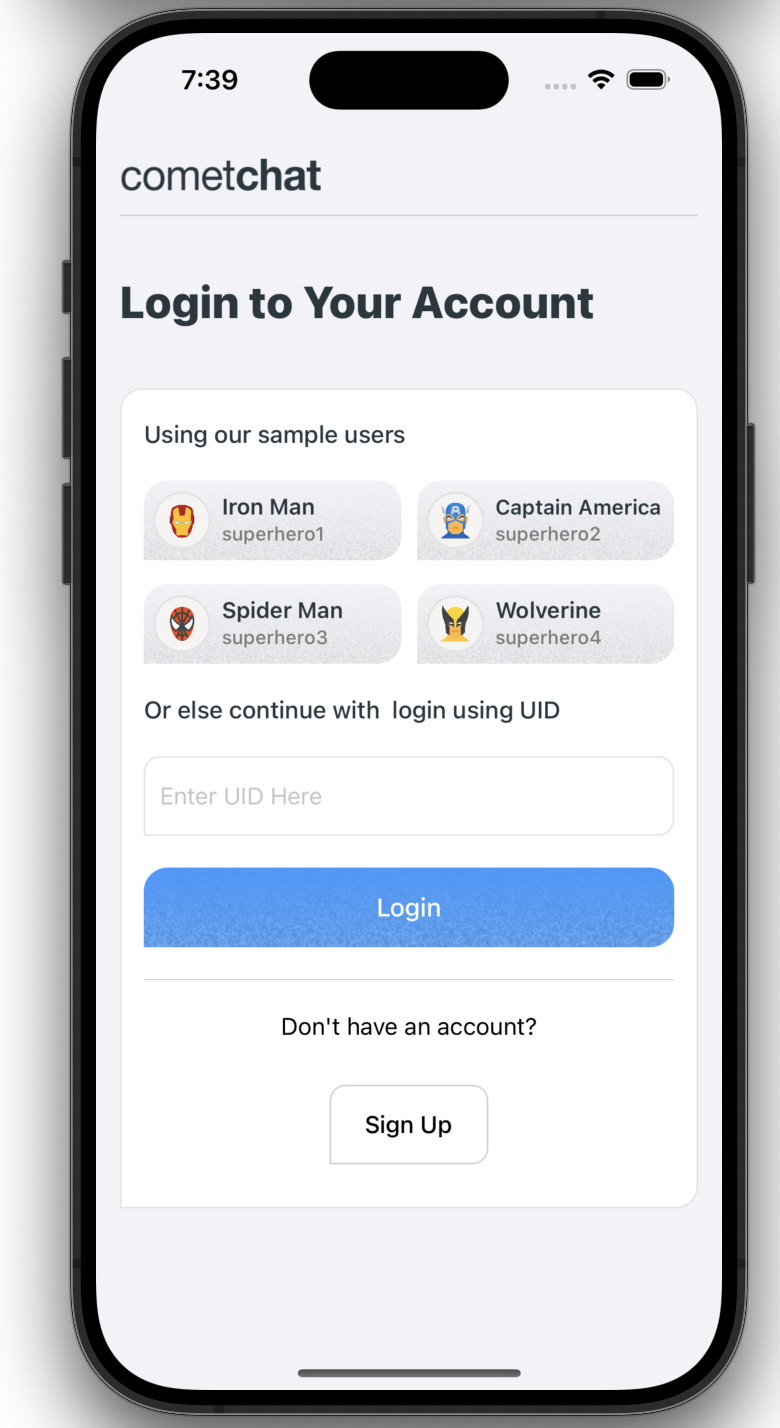 7:39
cometchat
Login to Your Account
Using our sample users
Iron Man
superhero1
Captain America
superhero2
Spider Man
superhero3
Wolverine
superhero4
Or else continue with  login using UID
Enter UID Here
Login
Don't have an account?
Sign Up